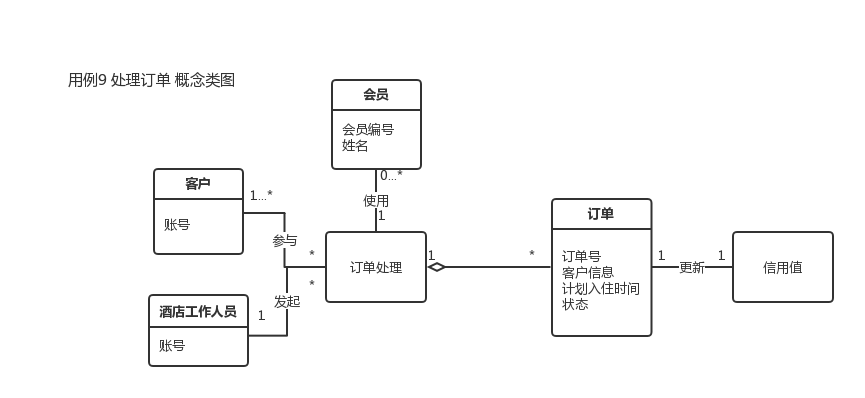 用例9 处理订单 概念类图
会员
会员编号
姓名
0...*
使用
1
客户
账号
1...*
参与
*
订单处理
1
*
订单
订单号
客户信息
计划入住时间
状态
1
更新
1
信用值
*
发起
1
酒店工作人员
账号